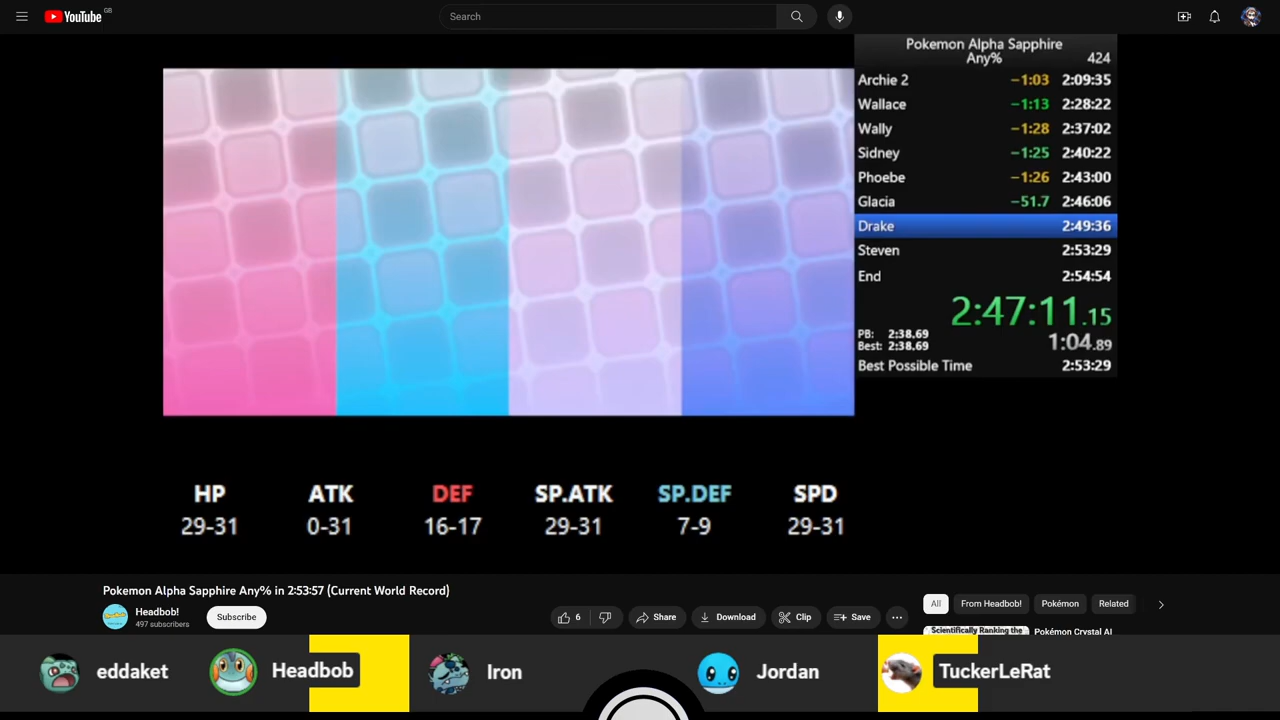 YouTube GB
Search
Pokemon Alpha Sapphire
Any% 424
Archie 2 −1:03 2:09:35
Wallace −1:13 2:28:22
Wally −1:28 2:37:02
Sidney −1:25 2:40:22
Phoebe −1:26 2:43:00
Glacia −51.7 2:46:06
Drake 2:49:36
Steven 2:53:29
End 2:54:54
2:47:11.15
PB: 2:38.69
Best: 2:38.69
1:04.89
Best Possible Time 2:53:29
HP ATK DEF SP.ATK SP.DEF SPD
29-31 0-31 16-17 29-31 7-9 29-31
Pokemon Alpha Sapphire Any% in 2:53:57 (Current World Record)
Headbob!
497 subscribers
Subscribe
6 Share Download Clip Save
All From Headbob! Pokémon Related
Scientifically Ranking the Pokémon Crystal AI
eddaket Headbob Iron Jordan TuckerLeRat